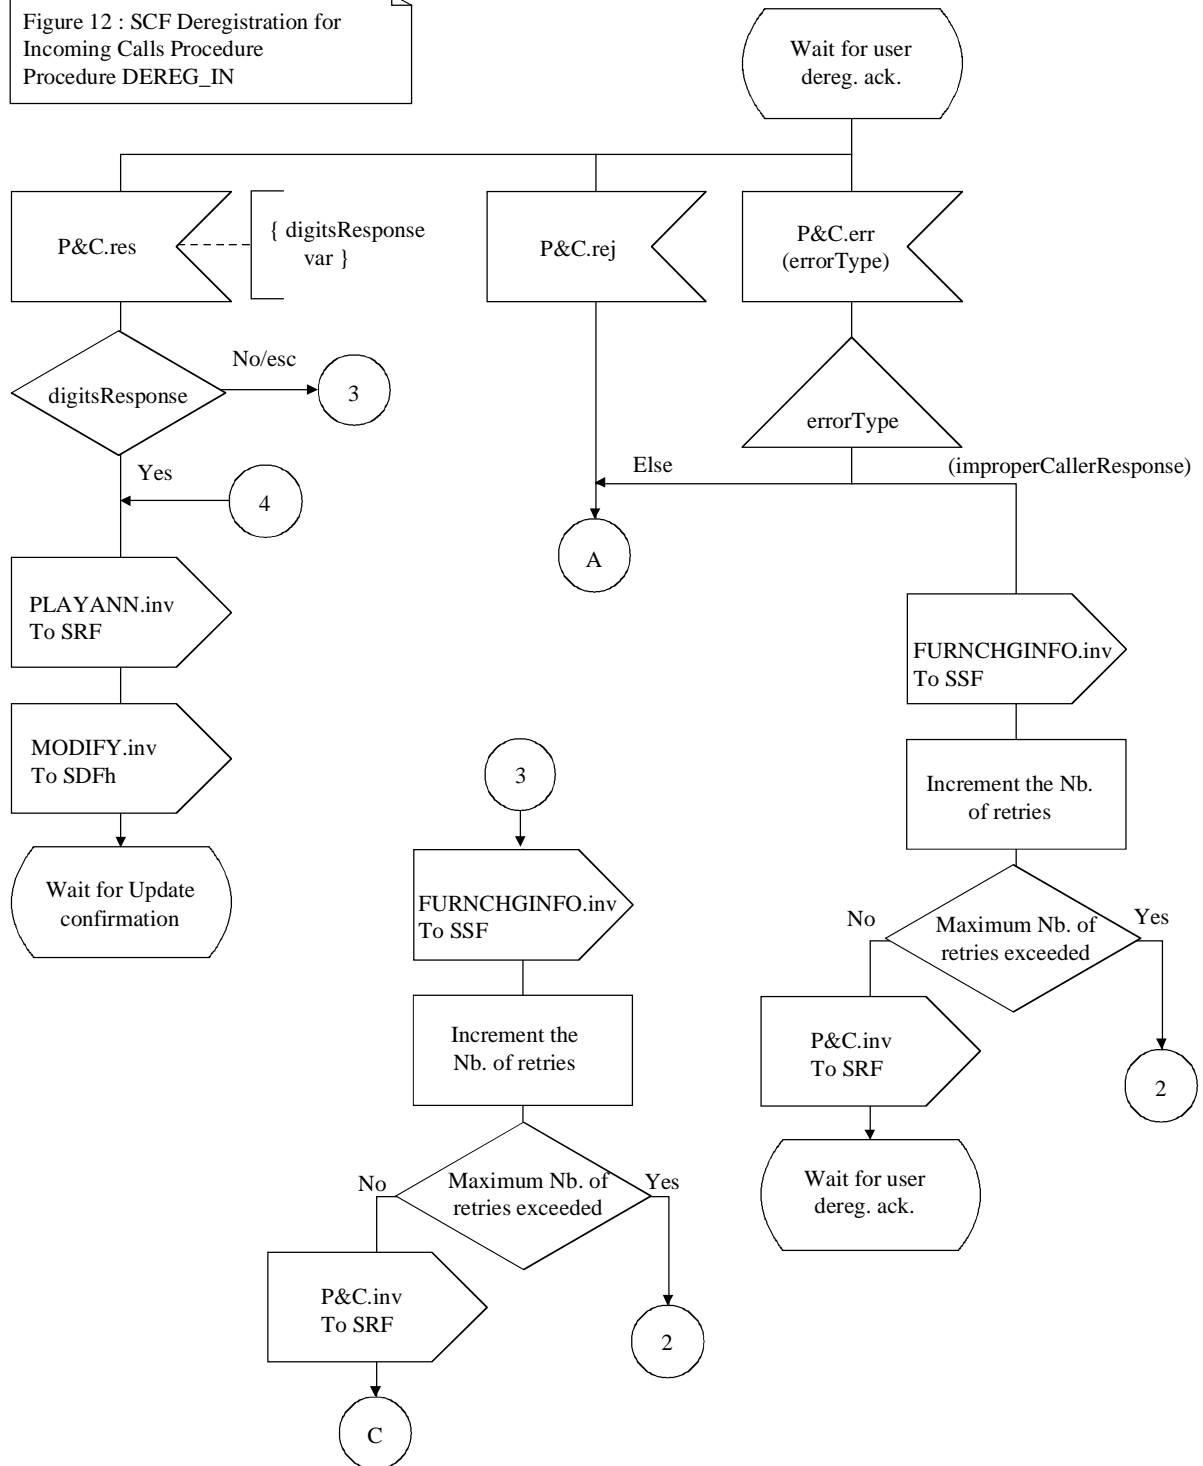 Figure 12 : SCF Deregistration for
Incoming Calls Procedure
Procedure DEREG_IN
Wait for user
dereg. ack.
P&C.res
{ digitsResponse
var }
P&C.rej
P&C.err
(errorType)
digitsResponse
No/esc
3
errorType
Yes
Else
(improperCallerResponse)
4
A
PLAYANN.inv
To SRF
FURNCHGINFO.inv
To SSF
MODIFY.inv
To SDFh
3
Increment the Nb.
of retries
Wait for Update
confirmation
FURNCHGINFO.inv
To SSF
No
Maximum Nb. of
retries exceeded
Yes
Increment the
Nb. of retries
P&C.inv
To SRF
2
No
Maximum Nb. of
retries exceeded
Yes
Wait for user
dereg. ack.
P&C.inv
To SRF
2
C